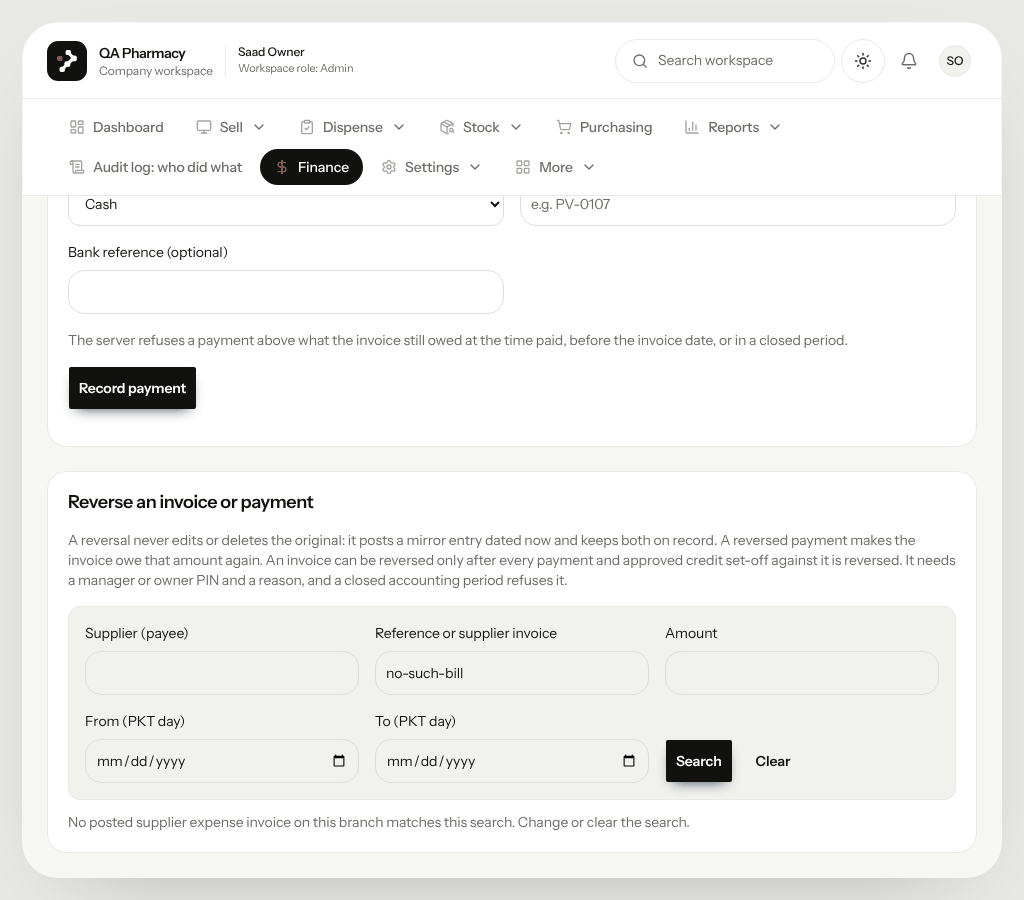 QA Pharmacy
Company workspace
Saad Owner
Workspace role: Admin
Search workspace
SO
Dashboard
Sell
Dispense
Stock
Purchasing
Reports
Audit log: who did what
Finance
Settings
More
Cash
e.g. PV-0107
Bank reference (optional)
The server refuses a payment above what the invoice still owed at the time paid, before the invoice date, or in a closed period.
Record payment
Reverse an invoice or payment
A reversal never edits or deletes the original: it posts a mirror entry dated now and keeps both on record. A reversed payment makes the
invoice owe that amount again. An invoice can be reversed only after every payment and approved credit set-off against it is reversed. It needs
a manager or owner PIN and a reason, and a closed accounting period refuses it.
Supplier (payee)
Reference or supplier invoice
Amount
no-such-bill
From (PKT day)
To (PKT day)
mm/dd/yyyy
mm/dd/yyyy
Search
Clear
No posted supplier expense invoice on this branch matches this search. Change or clear the search.